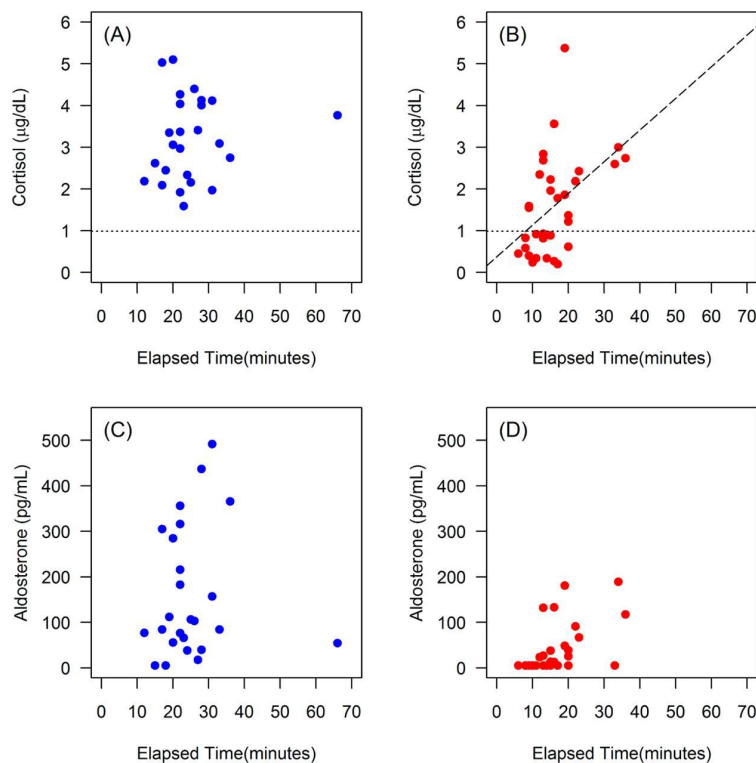 (A)
6
5
4
3
2
1
0
Cortisol (μg/dL)
0 10 20 30 40 50 60 70
Elapsed Time(minutes)
(B)
6
5
4
3
2
1
0
Cortisol (μg/dL)
0 10 20 30 40 50 60 70
Elapsed Time(minutes)
(C)
500
400
300
200
100
0
Aldosterone (pg/mL)
0 10 20 30 40 50 60 70
Elapsed Time(minutes)
(D)
500
400
300
200
100
0
Aldosterone (pg/mL)
0 10 20 30 40 50 60 70
Elapsed Time(minutes)